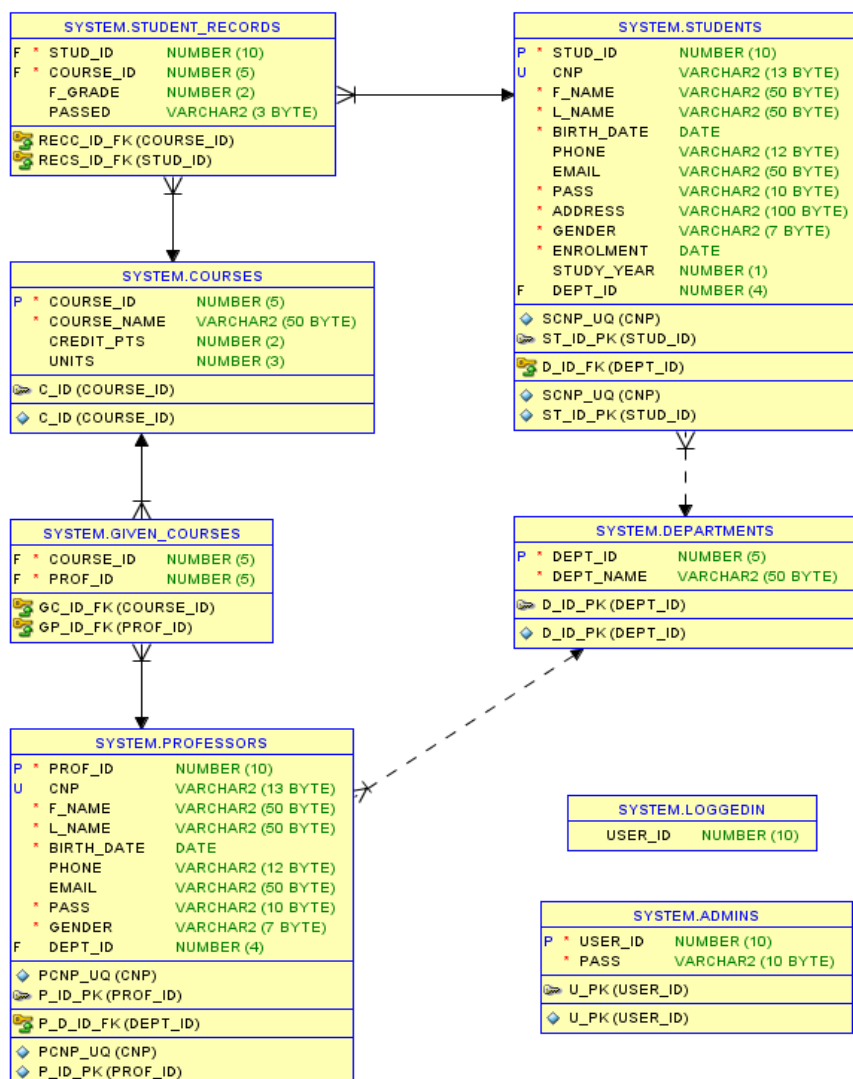 SYSTEM.STUDENT_RECORDS
F * STUD_ID NUMBER (10)
F * COURSE_ID NUMBER (5)
F_GRADE NUMBER (2)
PASSED VARCHAR2 (3 BYTE)
RECC_ID_FK (COURSE_ID)
RECS_ID_FK (STUD_ID)
SYSTEM.STUDENTS
P * STUD_ID NUMBER (10)
U CNP VARCHAR2 (13 BYTE)
* F_NAME VARCHAR2 (50 BYTE)
* L_NAME VARCHAR2 (50 BYTE)
* BIRTH_DATE DATE
PHONE VARCHAR2 (12 BYTE)
EMAIL VARCHAR2 (50 BYTE)
* PASS VARCHAR2 (10 BYTE)
* ADDRESS VARCHAR2 (100 BYTE)
* GENDER VARCHAR2 (7 BYTE)
* ENROLMENT DATE
STUDY_YEAR NUMBER (1)
F DEPT_ID NUMBER (4)
SCNP_UQ (CNP)
ST_ID_PK (STUD_ID)
D_ID_FK (DEPT_ID)
SCNP_UQ (CNP)
ST_ID_PK (STUD_ID)
SYSTEM.COURSES
P * COURSE_ID NUMBER (5)
* COURSE_NAME VARCHAR2 (50 BYTE)
CREDIT_PTS NUMBER (2)
UNITS NUMBER (3)
C_ID (COURSE_ID)
C_ID (COURSE_ID)
SYSTEM.GIVEN_COURSES
F * COURSE_ID NUMBER (5)
F * PROF_ID NUMBER (5)
GC_ID_FK (COURSE_ID)
GP_ID_FK (PROF_ID)
SYSTEM.DEPARTMENTS
P * DEPT_ID NUMBER (5)
* DEPT_NAME VARCHAR2 (50 BYTE)
D_ID_PK (DEPT_ID)
D_ID_PK (DEPT_ID)
SYSTEM.PROFESSORS
P * PROF_ID NUMBER (10)
U CNP VARCHAR2 (13 BYTE)
* F_NAME VARCHAR2 (50 BYTE)
* L_NAME VARCHAR2 (50 BYTE)
* BIRTH_DATE DATE
PHONE VARCHAR2 (12 BYTE)
EMAIL VARCHAR2 (50 BYTE)
* PASS VARCHAR2 (10 BYTE)
* GENDER VARCHAR2 (7 BYTE)
F DEPT_ID NUMBER (4)
PCNP_UQ (CNP)
P_ID_PK (PROF_ID)
P_D_ID_FK (DEPT_ID)
PCNP_UQ (CNP)
P_ID_PK (PROF_ID)
SYSTEM.LOGGEDIN
USER_ID NUMBER (10)
SYSTEM.ADMINS
P * USER_ID NUMBER (10)
* PASS VARCHAR2 (10 BYTE)
U_PK (USER_ID)
U_PK (USER_ID)